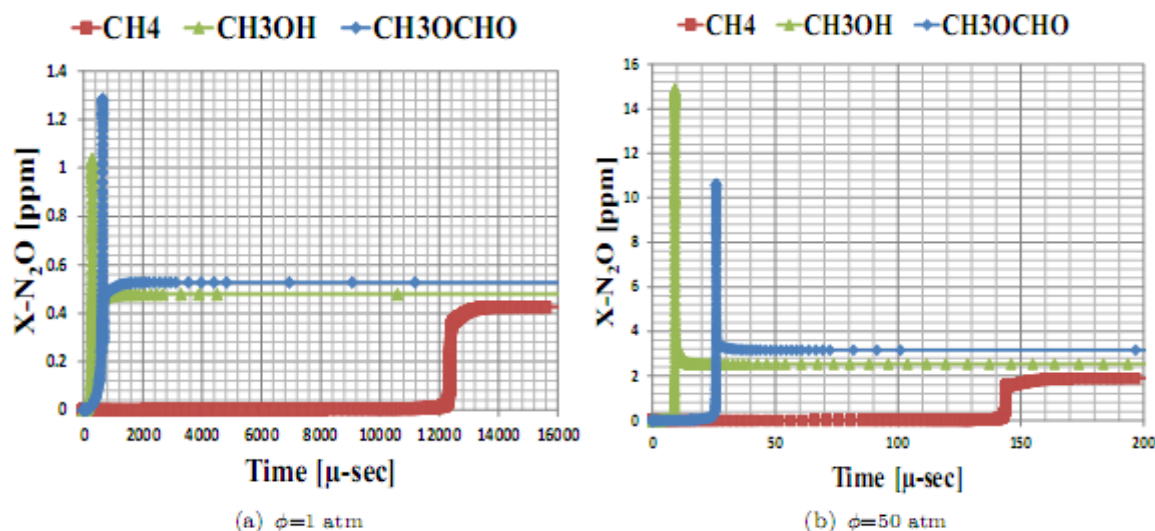 CH4 CH3OH CH3OCHO
1.4
1.2
1
0.8
0.6
0.4
0.2
0
X-N₂O [ppm]
0 2000 4000 6000 8000 10000 12000 14000 16000
Time [μ-sec]
(a) ϕ=1 atm
CH4 CH3OH CH3OCHO
16
14
12
10
8
6
4
2
0
X-N₂O [ppm]
0 50 100 150 200
Time [μ-sec]
(b) ϕ=50 atm